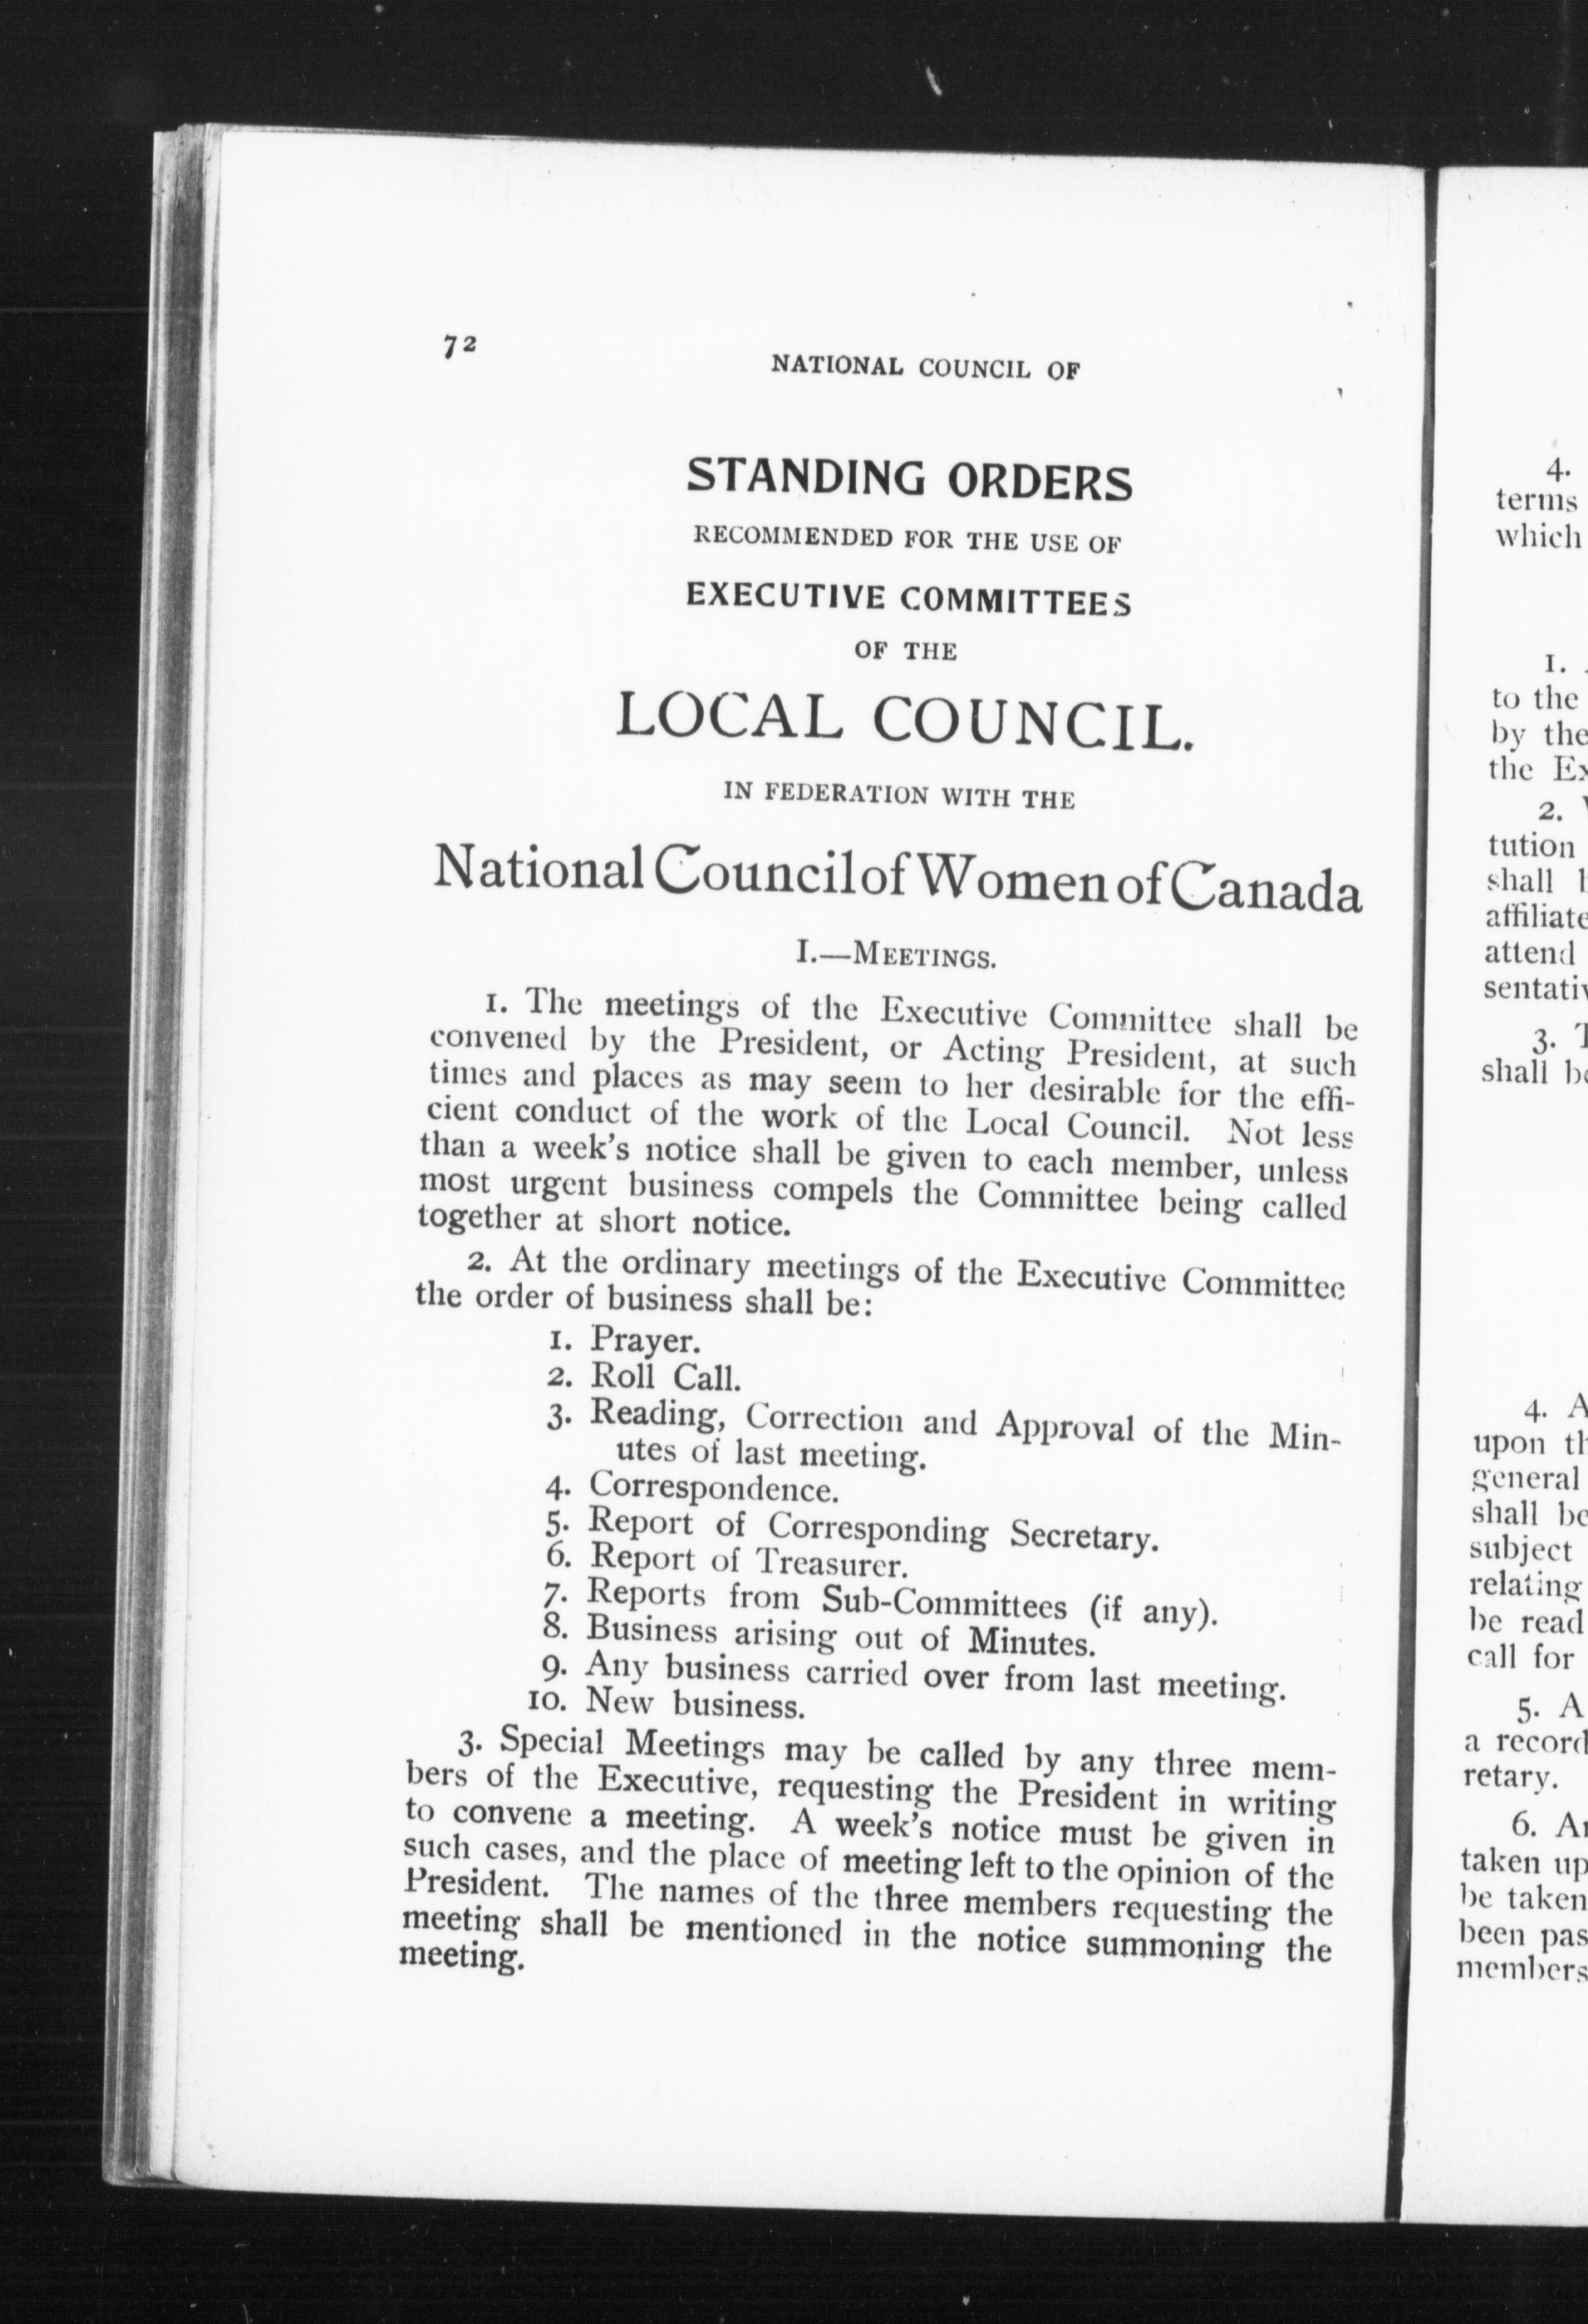 72
NATIONAL COUNCIL OF
STANDING ORDERS
RECOMMENDED FOR THE USE OF
EXECUTIVE COMMITTEES
OF THE
LOCAL COUNCIL.
IN FEDERATION WITH THE
National Council of Women of Canada
I.—MEETINGS.
1. The meetings of the Executive Committee shall be
convened by the President, or Acting President, at such
times and places as may seem to her desirable for the effi-
cient conduct of the work of the Local Council. Not less
than a week's notice shall be given to each member, unless
most urgent business compels the Committee being called
together at short notice.
2. At the ordinary meetings of the Executive Committee
the order of business shall be:
1. Prayer.
2. Roll Call.
3. Reading, Correction and Approval of the Min-
utes of last meeting.
4. Correspondence.
5. Report of Corresponding Secretary.
6. Report of Treasurer.
7. Reports from Sub-Committees (if any).
8. Business arising out of Minutes.
9. Any business carried over from last meeting.
10. New business.
3. Special Meetings may be called by any three mem-
bers of the Executive, requesting the President in writing
to convene a meeting. A week's notice must be given in
such cases, and the place of meeting left to the opinion of the
President. The names of the three members requesting the
meeting shall be mentioned in the notice summoning the
meeting.
4.
terms
which
1.
to the
by the
the
2.
tution
shall
attend
3.
shall
4. A
upon
general
shall
subject
relating
be read
call for
5. A
a record
retary.
6.
taken up
be taken
been
members